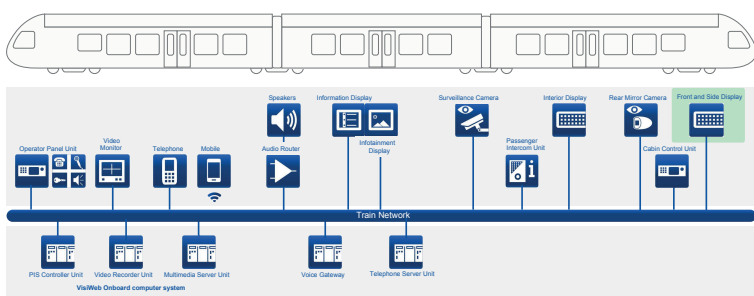 Speakers
Information Display
Surveillance Camera
Interior Display
Rear Mirror Camera
Front and Side Display
Operator Panel Unit
Video
Monitor
Telephone
Mobile
Audio Router
Infotainment
Display
Passenger
Intercom Unit
Cabin Control Unit
Train Network
PIS Controller Unit
Video Recorder Unit
Multimedia Server Unit
Voice Gateway
Telephone Server Unit
VisiWeb Onboard computer system